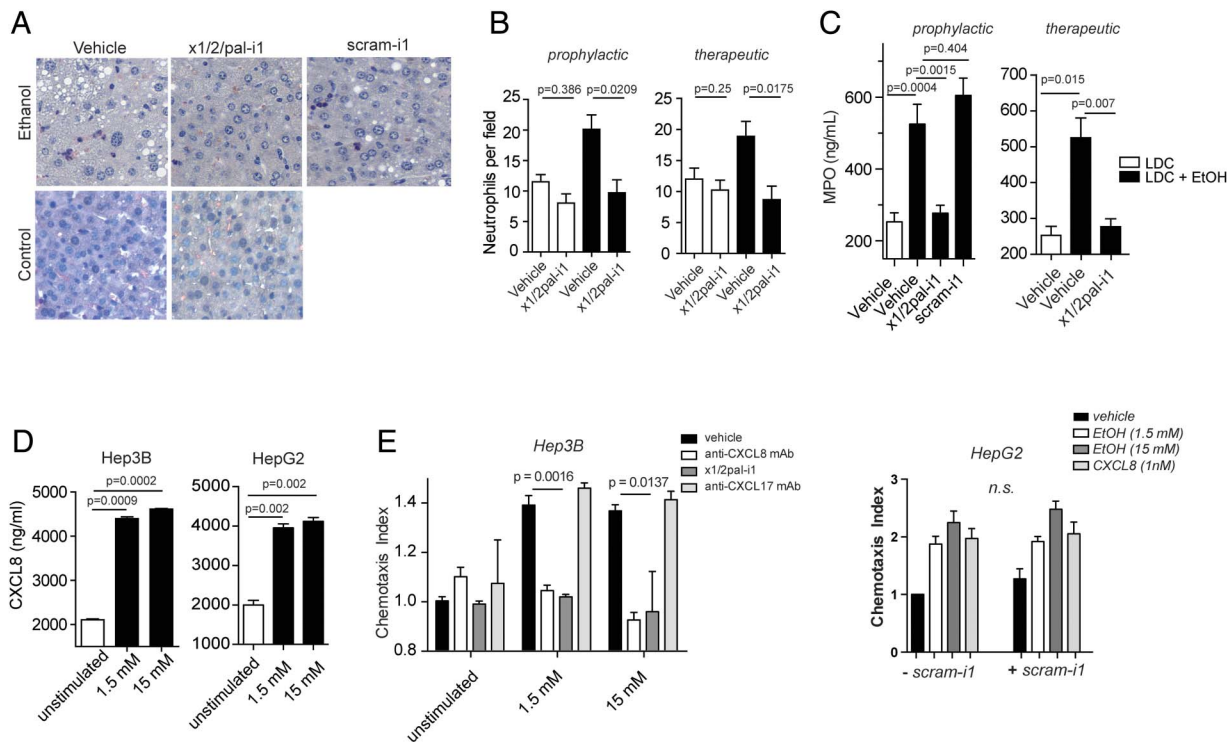 A
Vehicle
x1/2/pal-i1
scram-i1
Ethanol
Control
B
prophylactic
therapeutic
p=0.386
p=0.0209
p=0.25
p=0.0175
Neutrophils per field
25
20
15
10
5
0
Vehicle
x1/2pal-i1
Vehicle
x1/2pal-i1
25
20
15
10
5
0
Vehicle
x1/2pal-i1
Vehicle
x1/2pal-i1
C
prophylactic
therapeutic
p=0.404
p=0.0015
p=0.0004
MPO (ng/mL)
600
400
200
Vehicle
Vehicle
x1/2pal-i1
scram-i1
p=0.015
p=0.007
700
600
500
400
300
200
Vehicle
Vehicle
x1/2pal-i1
LDC
LDC + EtOH
D
Hep3B
HepG2
p=0.0002
p=0.0009
CXCL8 (ng/ml)
5000
4000
3000
2000
unstimulated
1.5 mM
15 mM
p=0.002
p=0.002
5000
4000
3000
2000
1000
unstimulated
1.5 mM
15 mM
E
Hep3B
vehicle
anti-CXCL8 mAb
x1/2pal-i1
anti-CXCL17 mAb
p = 0.0016
p = 0.0137
Chemotaxis Index
1.4
1.2
1.0
0.8
unstimulated
1.5 mM
15 mM
HepG2
vehicle
EtOH (1.5 mM)
EtOH (15 mM)
CXCL8 (1nM)
n.s.
Chemotaxis Index
3
2
1
0
- scram-i1
+ scram-i1